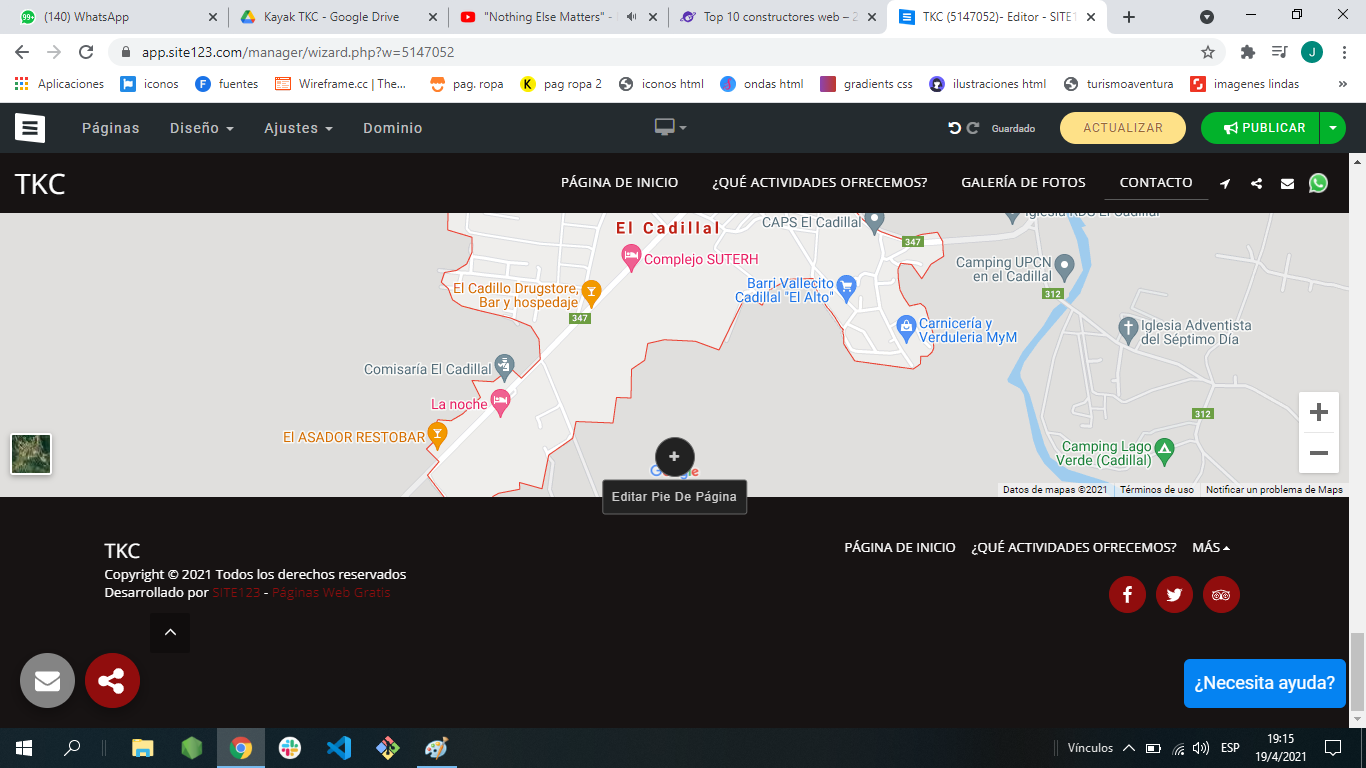 (140) WhatsApp
Kayak TKC - Google Drive
"Nothing Else Matters" -
Top 10 constructores web – 2
TKC (5147052)- Editor - SITE1
app.site123.com/manager/wizard.php?w=5147052
J
Aplicaciones
iconos
fuentes
Wireframe.cc | The...
pag. ropa
pag ropa 2
iconos html
ondas html
gradients css
ilustraciones html
turismoaventura
imagenes lindas
»
Páginas
Diseño
Ajustes
Dominio
Guardado
ACTUALIZAR
PUBLICAR
TKC
PÁGINA DE INICIO
¿QUÉ ACTIVIDADES OFRECEMOS?
GALERÍA DE FOTOS
CONTACTO
Iglesia RDS El Cadillal
CAPS El Cadillal
El Cadillal
347
Complejo SUTERH
Camping UPCN
en el Cadillal
El Cadillo Drugstore,
Bar y hospedaje
Barri Vallecito
Cadillal "El Alto"
312
347
Carnicería y
Verduleria MyM
Iglesia Adventista
del Séptimo Día
Comisaría El Cadillal
La noche
312
El ASADOR RESTOBAR
Camping Lago
Verde (Cadillal)
Google
Editar Pie De Página
Datos de mapas ©2021
Términos de uso
Notificar un problema de Maps
TKC
Copyright © 2021 Todos los derechos reservados
Desarrollado por SITE123 - Páginas Web Gratis
PÁGINA DE INICIO
¿QUÉ ACTIVIDADES OFRECEMOS?
MÁS
¿Necesita ayuda?
Vínculos
ESP
19:15
19/4/2021